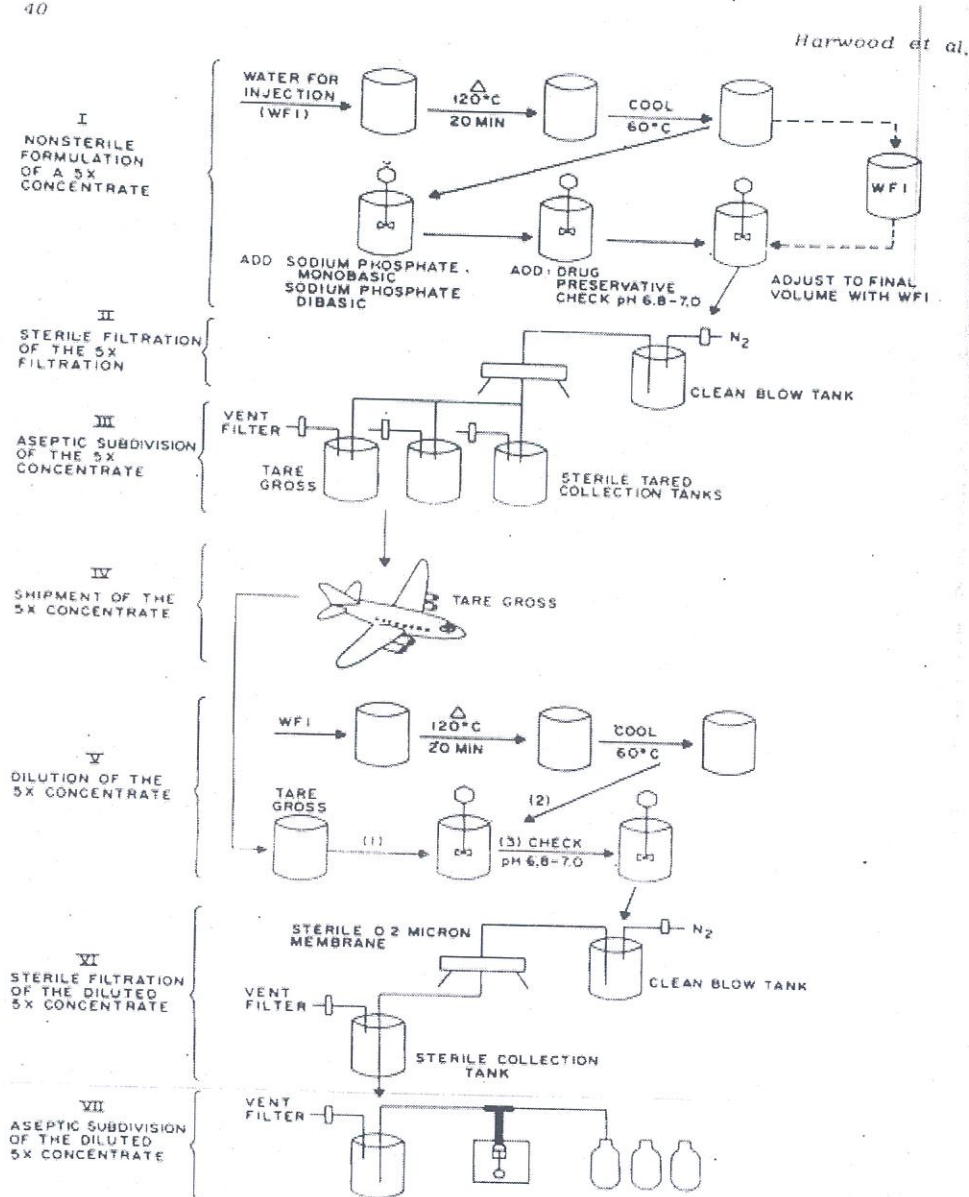 40
Harwood et al.
I
NONSTERILE
FORMULATION
OF A 5X
CONCENTRATE
WATER FOR
INJECTION
(WFI)
Δ
120°C
20 MIN
COOL
60°C
WFI
ADD SODIUM PHOSPHATE
MONOBASIC
SODIUM PHOSPHATE
DIBASIC
ADD: DRUG
PRESERVATIVE
CHECK pH 6.8-7.0
ADJUST TO FINAL
VOLUME WITH WFI
II
STERILE FILTRATION
OF THE 5X
FILTRATION
N2
CLEAN BLOW TANK
III
ASEPTIC SUBDIVISION
OF THE 5X
CONCENTRATE
VENT
FILTER
TARE
GROSS
STERILE TARED
COLLECTION TANKS
IV
SHIPMENT OF THE
5X CONCENTRATE
TARE GROSS
V
DILUTION OF THE
5X CONCENTRATE
WFI
Δ
120°C
20 MIN
COOL
60°C
TARE
GROSS
(1)
(2)
(3) CHECK
pH 6.8-7.0
VI
STERILE FILTRATION
OF THE DILUTED
5X CONCENTRATE
STERILE 0.2 MICRON
MEMBRANE
N2
CLEAN BLOW TANK
VENT
FILTER
STERILE COLLECTION
TANK
VII
ASEPTIC SUBDIVISION
OF THE DILUTED
5X CONCENTRATE
VENT
FILTER